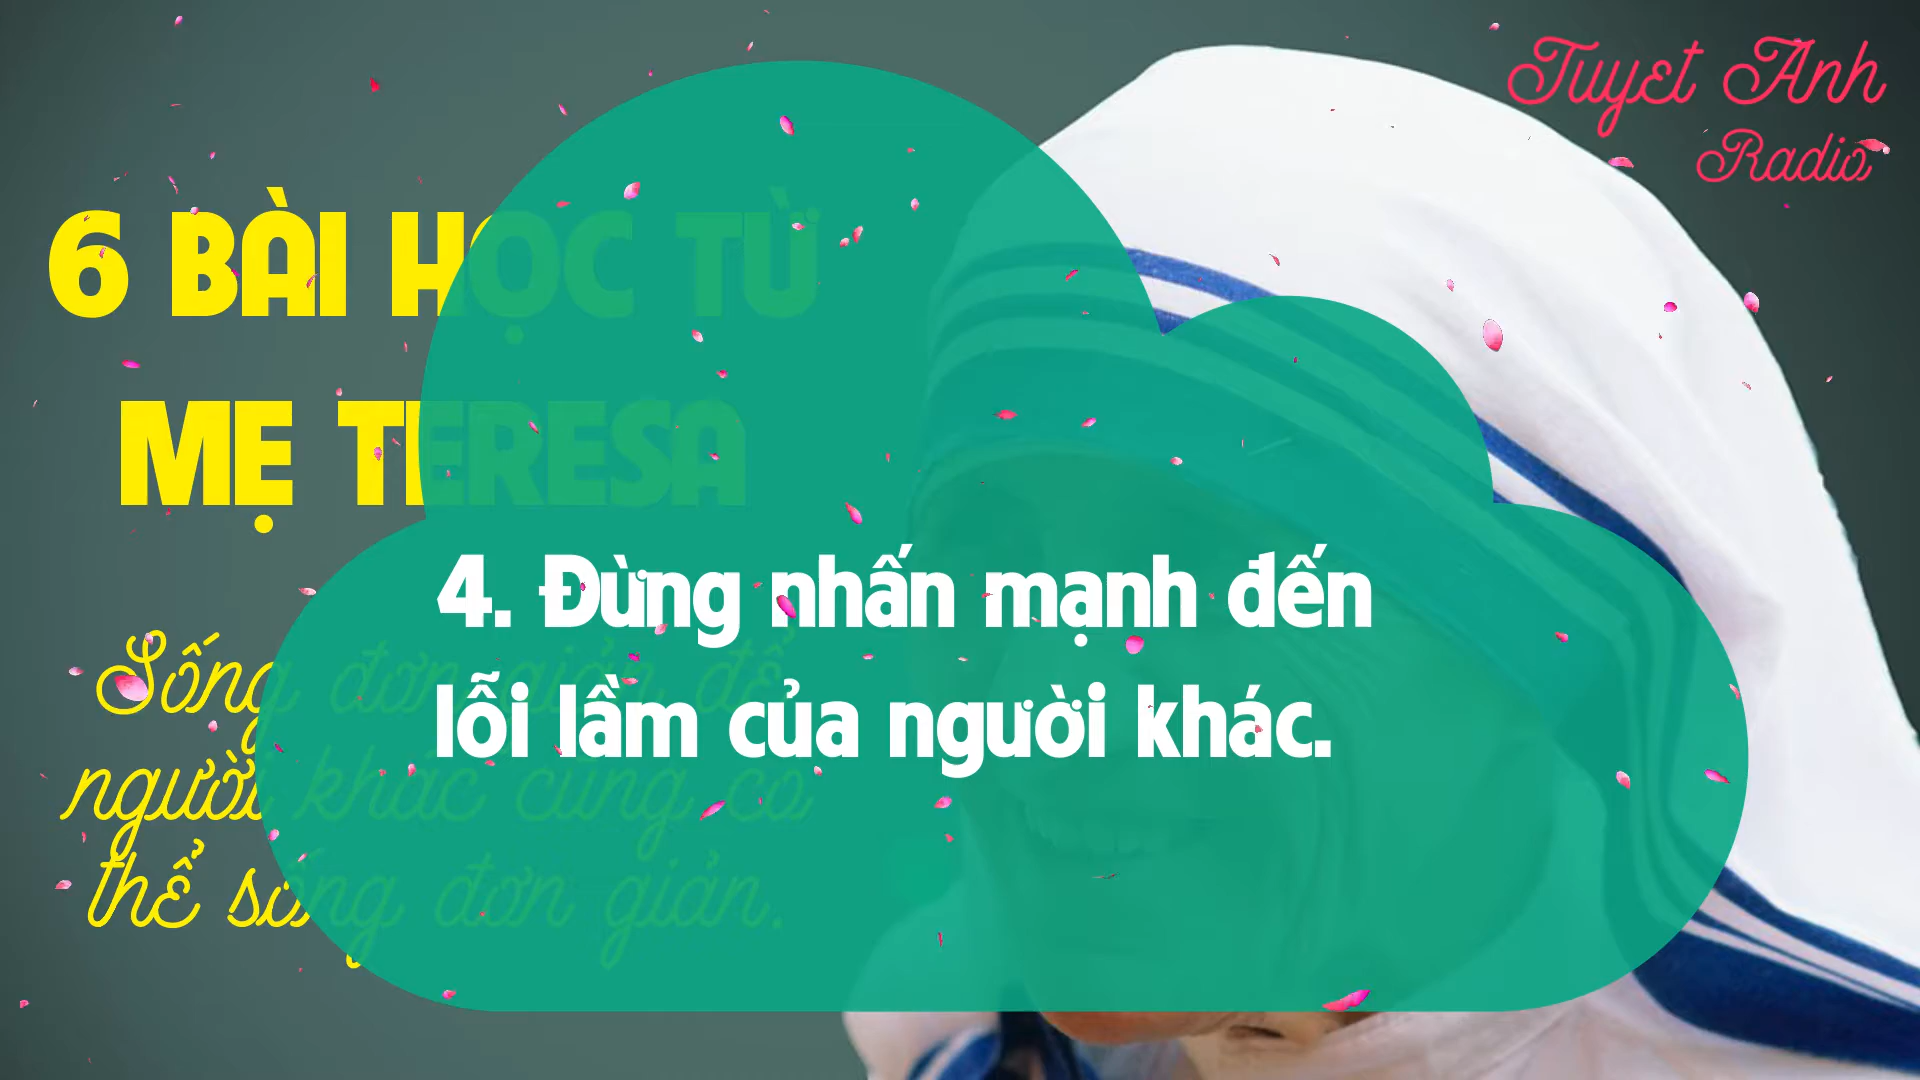 Tuyet Anh
Radio
6 BÀI HỌC TỪ
MẸ TERESA
4. Đừng nhấn mạnh đến
lỗi lầm của người khác.
Sống đơn giản để
người khác cũng có
thể sống đơn giản.